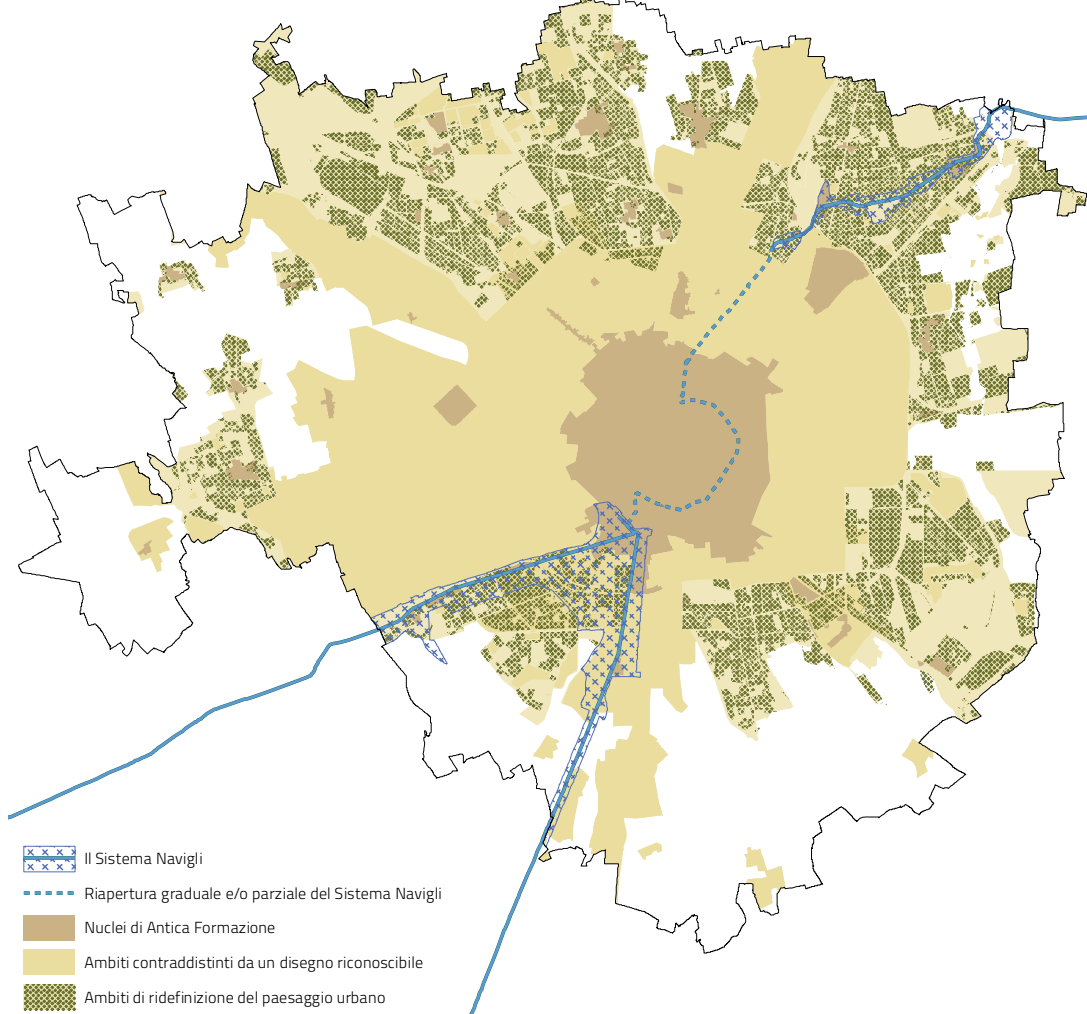 Il Sistema Navigli
Riapertura graduale e/o parziale del Sistema Navigli
Nuclei di Antica Formazione
Ambiti contraddistinti da un disegno riconoscibile
Ambiti di ridefinizione del paesaggio urbano